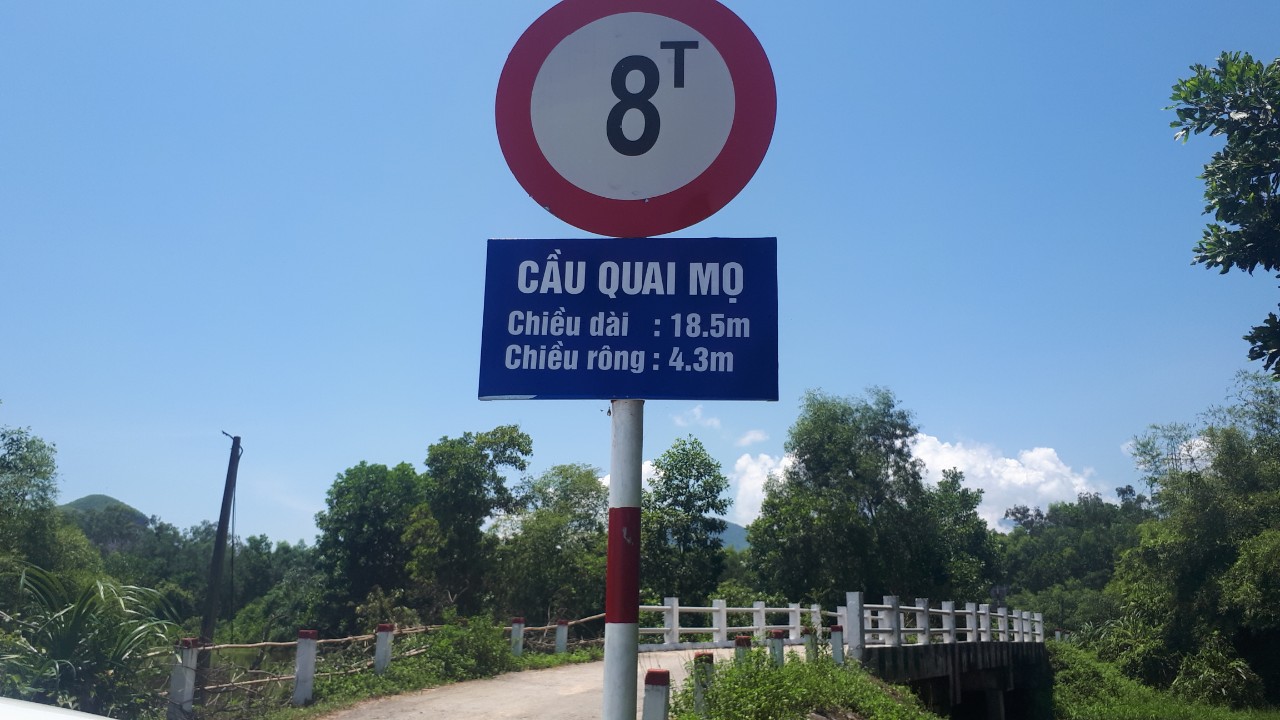 8T
CẦU QUAI MỌ
Chiều dài : 18.5m
Chiều rông : 4.3m